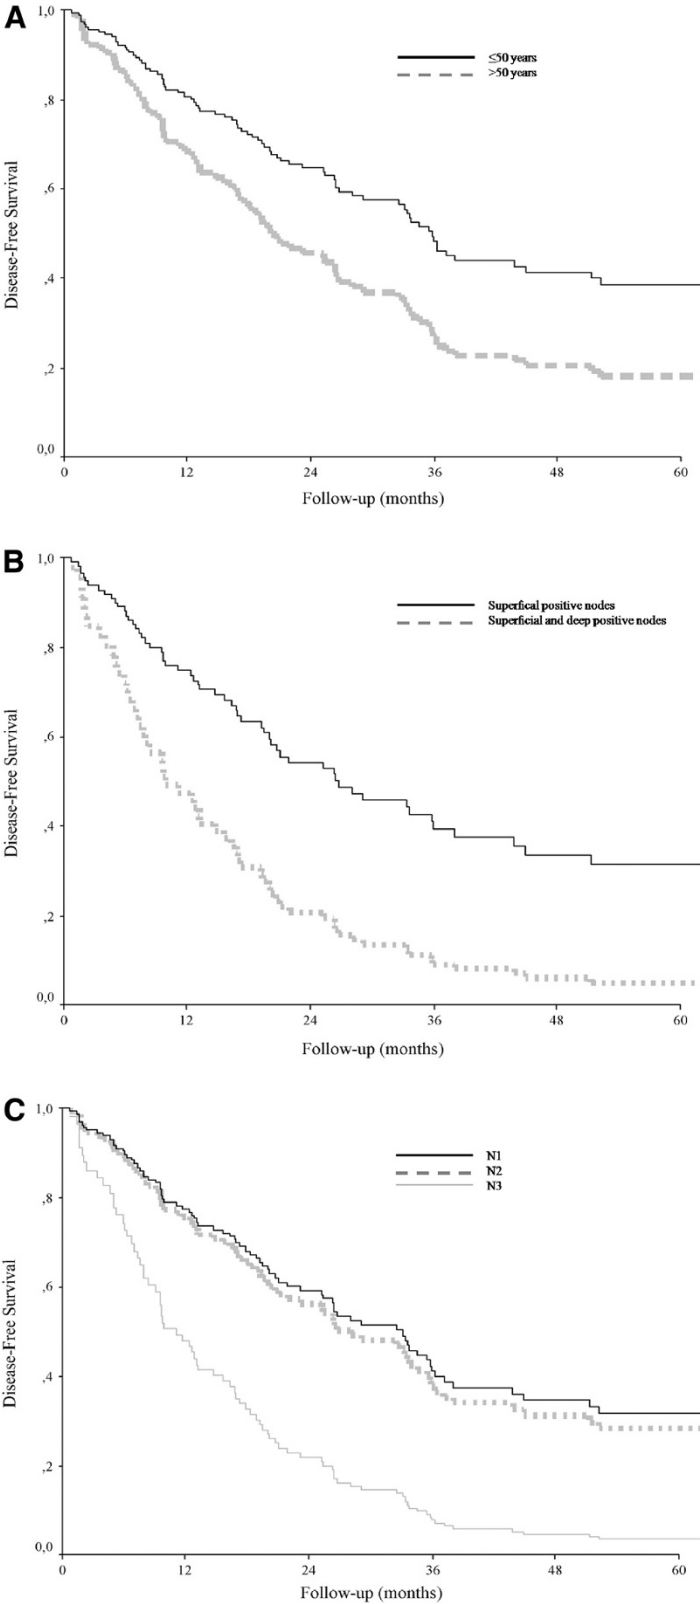 A
1,0
≤50 years
>50 years
,8
,6
,4
,2
0,0
Disease-Free Survival
0 12 24 36 48 60
Follow-up (months)
B
1,0
Superfical positive nodes
Superficial and deep positive nodes
,8
,6
,4
,2
0,0
Disease-Free Survival
0 12 24 36 48 60
Follow-up (months)
C
1,0
N1
N2
N3
,8
,6
,4
,2
0,0
Disease-Free Survival
0 12 24 36 48 60
Follow-up (months)